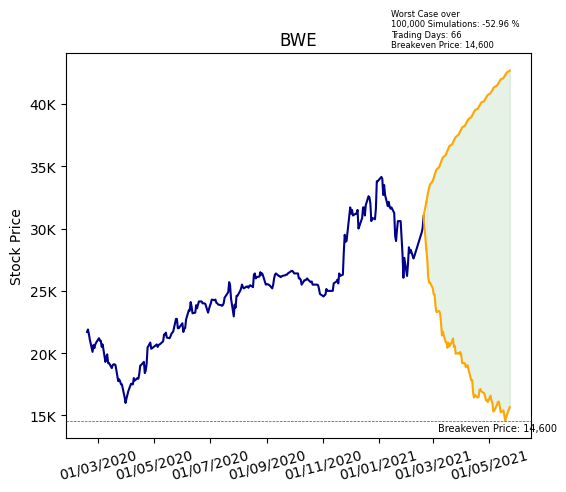 Worst Case over
100,000 Simulations: -52.96 %
Trading Days: 66
Breakeven Price: 14,600
BWE
Stock Price
40K
35K
30K
25K
20K
15K
Breakeven Price: 14,600
01/03/2020
01/05/2020
01/07/2020
01/09/2020
01/11/2020
01/01/2021
01/03/2021
01/05/2021